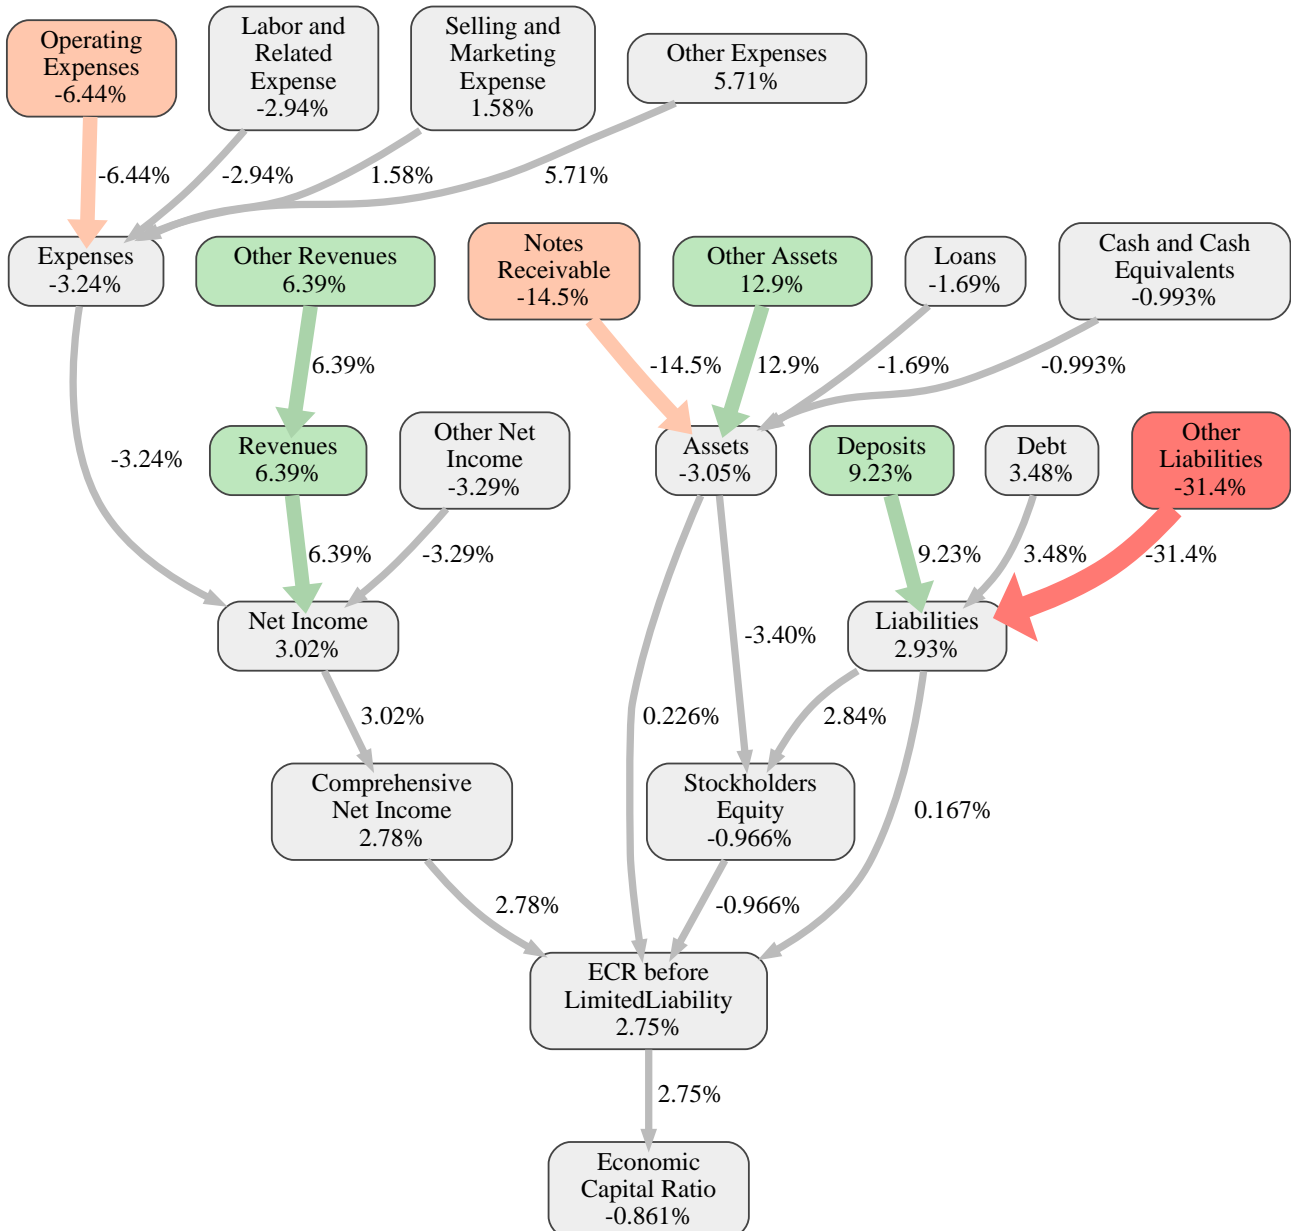 Operating
Expenses
-6.44%
Labor and
Related
Expense
-2.94%
Selling and
Marketing
Expense
1.58%
Other Expenses
5.71%
-6.44%
-2.94%
1.58%
5.71%
Expenses
-3.24%
Other Revenues
6.39%
Notes
Receivable
-14.5%
Other Assets
12.9%
Loans
-1.69%
Cash and Cash
Equivalents
-0.993%
6.39%
-14.5%
12.9%
-1.69%
-0.993%
-3.24%
Revenues
6.39%
Other Net
Income
-3.29%
Assets
-3.05%
Deposits
9.23%
Debt
3.48%
Other
Liabilities
-31.4%
6.39%
-3.29%
9.23%
3.48%
-31.4%
Net Income
3.02%
-3.40%
Liabilities
2.93%
3.02%
0.226%
2.84%
0.167%
Comprehensive
Net Income
2.78%
Stockholders
Equity
-0.966%
2.78%
-0.966%
ECR before
LimitedLiability
2.75%
2.75%
Economic
Capital Ratio
-0.861%